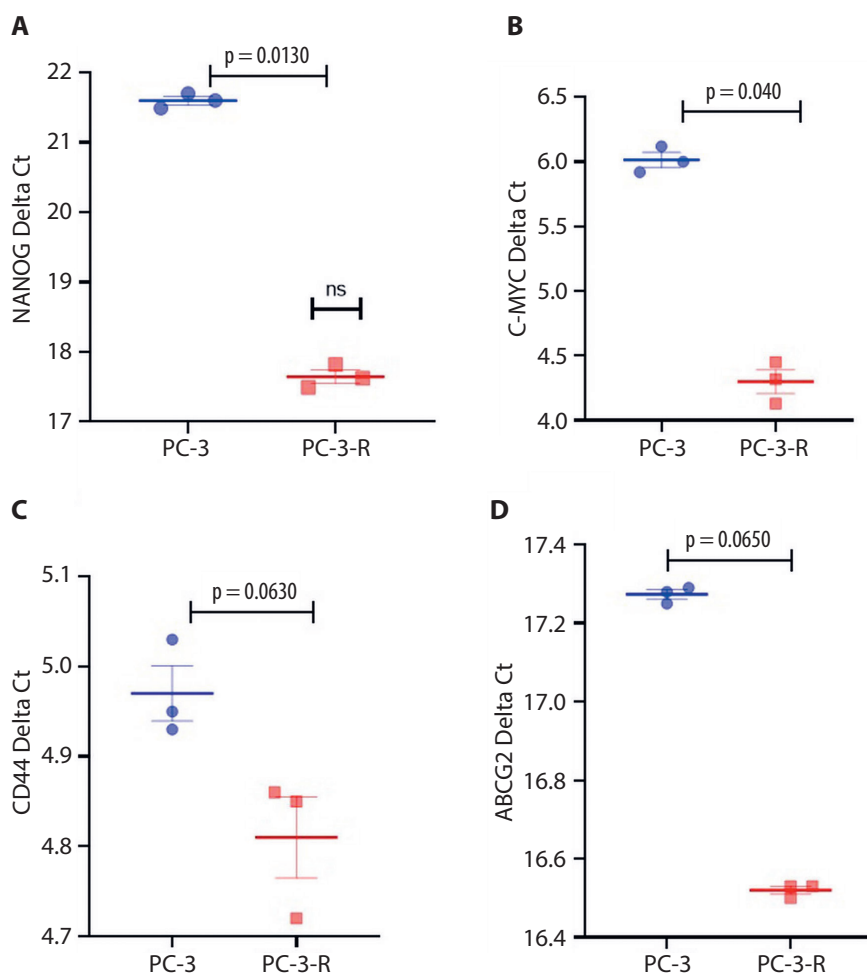 A
p = 0.0130
NANOG Delta Ct
22
21
20
19
18
17
ns
PC-3
PC-3-R
B
p = 0.040
C-MYC Delta Ct
6.5
6.0
5.5
5.0
4.5
4.0
PC-3
PC-3-R
C
p = 0.0630
CD44 Delta Ct
5.1
5.0
4.9
4.8
4.7
PC-3
PC-3-R
D
p = 0.0650
ABCG2 Delta Ct
17.4
17.2
17.0
16.8
16.6
16.4
PC-3
PC-3-R